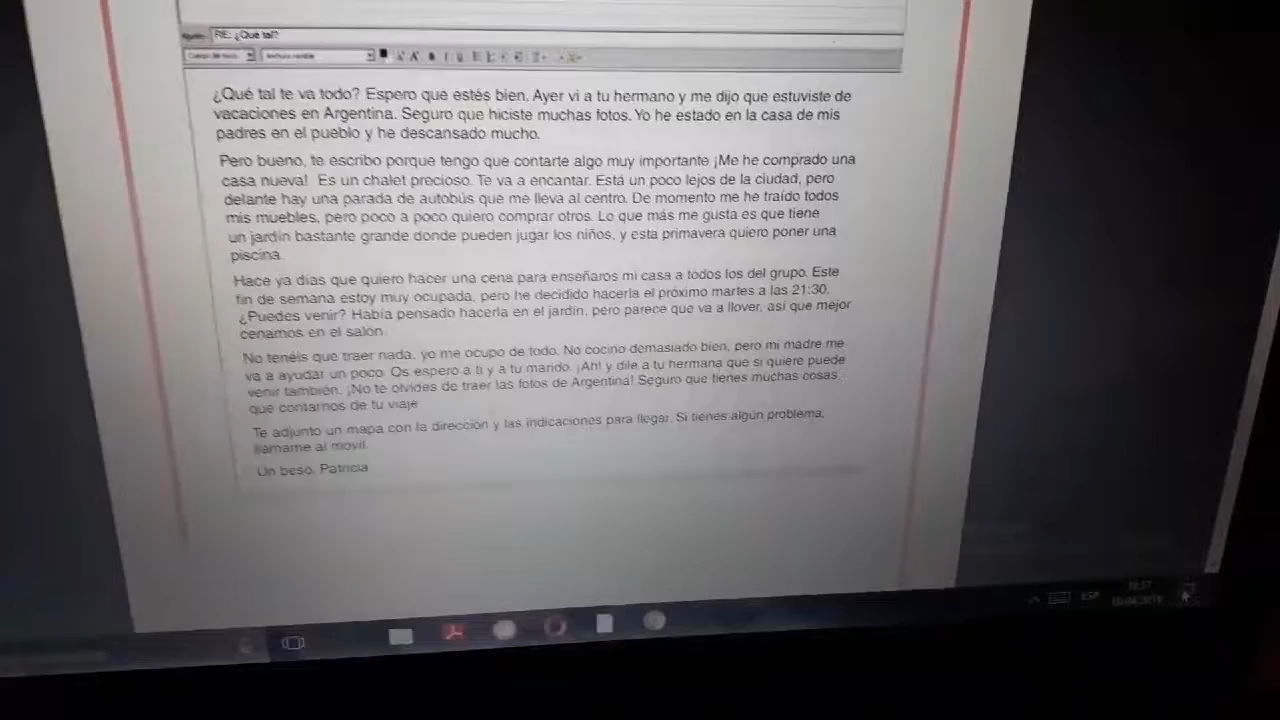 RE: ¿Qué tal?
¿Qué tal te va todo? Espero que estés bien. Ayer vi a tu hermano y me dijo que estuviste de
vacaciones en Argentina. Seguro que hiciste muchas fotos. Yo he estado en la casa de mis
padres en el pueblo y he descansado mucho.
Pero bueno, te escribo porque tengo que contarte algo muy importante ¡Me he comprado una
casa nueva! Es un chalet precioso. Te va a encantar. Está un poco lejos de la ciudad, pero
delante hay una parada de autobús que me lleva al centro. De momento me he traído todos
mis muebles, pero poco a poco quiero comprar otros. Lo que más me gusta es que tiene
un jardín bastante grande donde pueden jugar los niños, y esta primavera quiero poner una
piscina.
Hace ya días que quiero hacer una cena para enseñaros mi casa a todos los del grupo. Este
fin de semana estoy muy ocupada, pero he decidido hacerla el próximo martes a las 21:30.
¿Puedes venir? Había pensado hacerla en el jardín, pero parece que va a llover, así que mejor
cenamos en el salón.
No tenéis que traer nada, yo me ocupo de todo. No cocino demasiado bien, pero mi madre me
va a ayudar un poco. Os espero a ti y a tu marido. ¡Ah! y dile a tu hermana que si quiere puede
venir también. ¡No te olvides de traer las fotos de Argentina! Seguro que tienes muchas cosas
que contarnos de tu viaje
Te adjunto un mapa con la dirección y las indicaciones para llegar. Si tienes algún problema,
llámame al móvil.
Un beso, Patricia
ESP